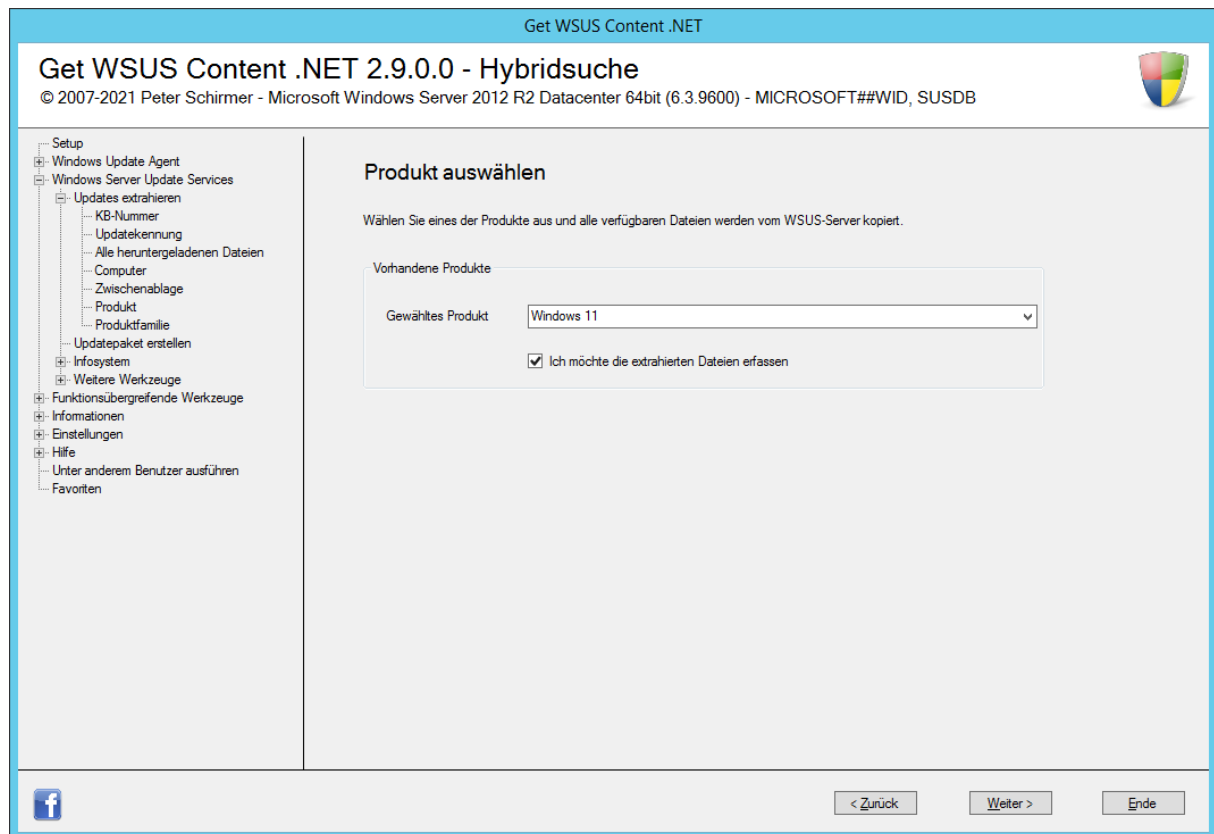 Get WSUS Content .NET
Get WSUS Content .NET 2.9.0.0 - Hybridsuche
© 2007-2021 Peter Schirmer - Microsoft Windows Server 2012 R2 Datacenter 64bit (6.3.9600) - MICROSOFT##WID, SUSDB
Setup
Windows Update Agent
Windows Server Update Services
Updates extrahieren
KB-Nummer
Updatekennung
Alle heruntergeladenen Dateien
Computer
Zwischenablage
Produkt
Produktfamilie
Updatepaket erstellen
Infosystem
Weitere Werkzeuge
Funktionsübergreifende Werkzeuge
Informationen
Einstellungen
Hilfe
Unter anderem Benutzer ausführen
Favoriten
Produkt auswählen
Wählen Sie eines der Produkte aus und alle verfügbaren Dateien werden vom WSUS-Server kopiert.
Vorhandene Produkte
Gewähltes Produkt Windows 11
Ich möchte die extrahierten Dateien erfassen
f
< Zurück Weiter > Ende